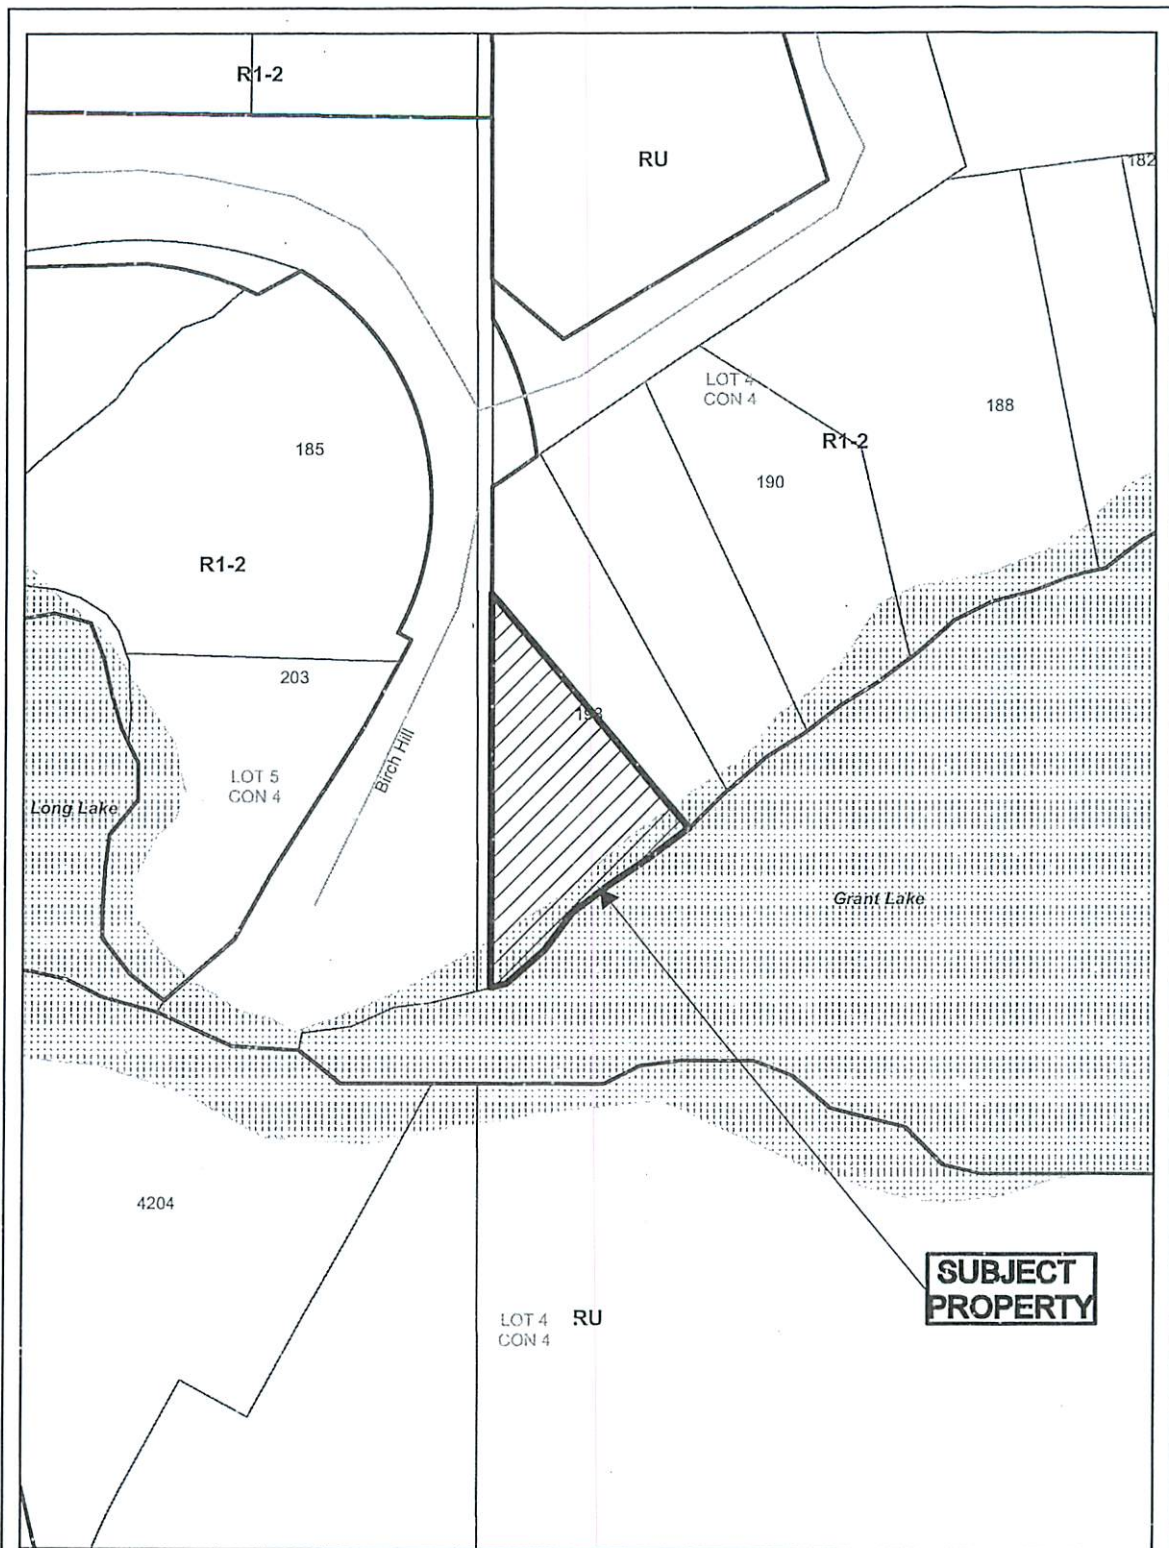 R1-2
RU
182
LOT 4
CON 4
188
R1-2
185
190
R1-2
203
193
Birch Hill
LOT 5
CON 4
Long Lake
Grant Lake
4204
SUBJECT
PROPERTY
LOT 4
CON 4
RU